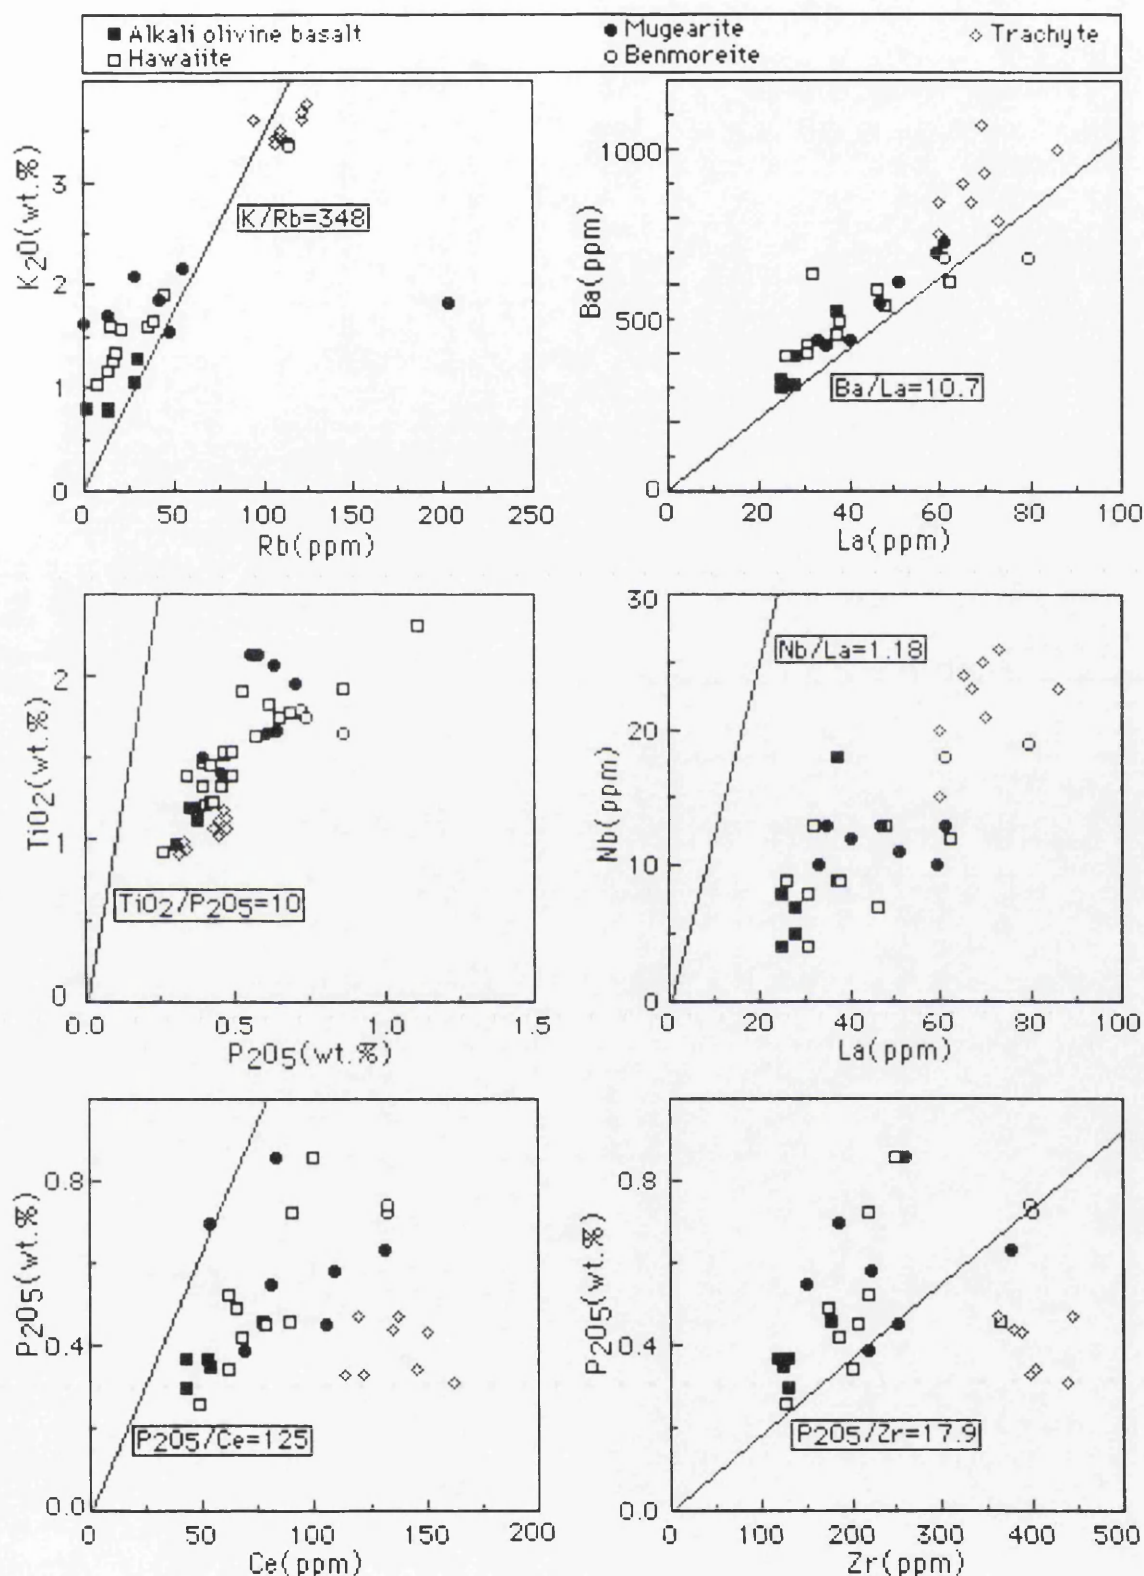 ■ Alkali olivine basalt ● Mugearite ◇ Trachyte
□ Hawaiite ○ Benmoreite
K₂O(wt.%)
3
2
1
0
K/Rb=348
0 50 100 150 200 250
Rb(ppm)
Ba(ppm)
1000
500
0
Ba/La=10.7
0 20 40 60 80 100
La(ppm)
TiO₂(wt.%)
2
1
0
TiO₂/P₂O₅=10
0.0 0.5 1.0 1.5
P₂O₅(wt.%)
Nb(ppm)
30
20
10
0
Nb/La=1.18
0 20 40 60 80 100
La(ppm)
P₂O₅(wt.%)
0.8
0.4
0.0
P₂O₅/Ce=125
0 50 100 150 200
Ce(ppm)
P₂O₅(wt.%)
0.8
0.4
0.0
P₂O₅/Zr=17.9
0 100 200 300 400 500
Zr(ppm)